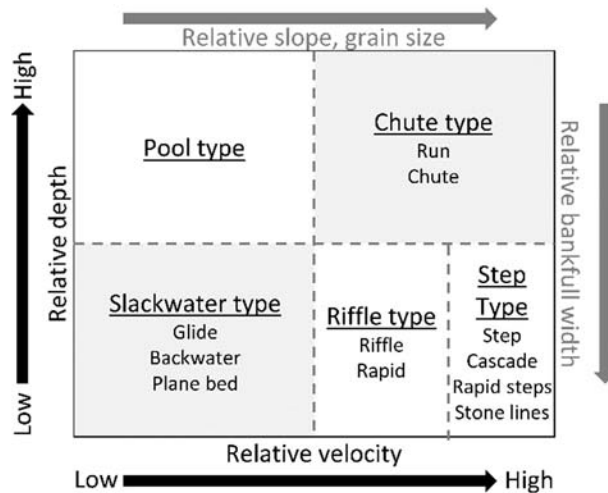 Relative slope, grain size
High
Relative depth
Low
Pool type
Chute type
Run
Chute
Relative bankfull width
Slackwater type
Glide
Backwater
Plane bed
Riffle type
Riffle
Rapid
Step
Type
Step
Cascade
Rapid steps
Stone lines
Relative velocity
Low
High